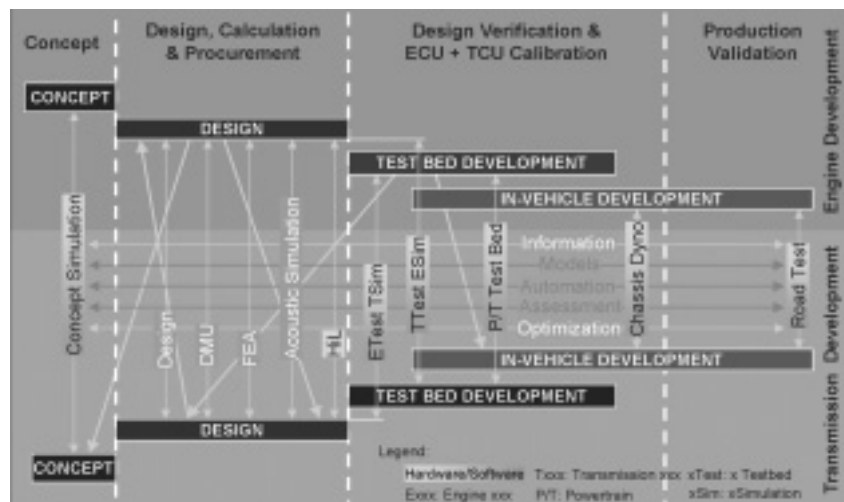 Concept
Design, Calculation
& Procurement
Design Verification &
ECU + TCU Calibration
Production
Validation
CONCEPT
DESIGN
TEST BED DEVELOPMENT
IN-VEHICLE DEVELOPMENT
Engine Development
Concept Simulation
Design
DMU
FEA
Acoustic Simulation
HiL
ETest TSim
TTest ESim
P/T Test Bed
Chassis Dyno
Road Test
Information
Models
Automation
Assessment
Optimization
IN-VEHICLE DEVELOPMENT
TEST BED DEVELOPMENT
DESIGN
CONCEPT
Transmission Development
Legend:
Hardware/Software Txxx: Transmission xxx xTest: x Testbed
Exxx: Engine xxx P/T: Powertrain xSim: xSimulation